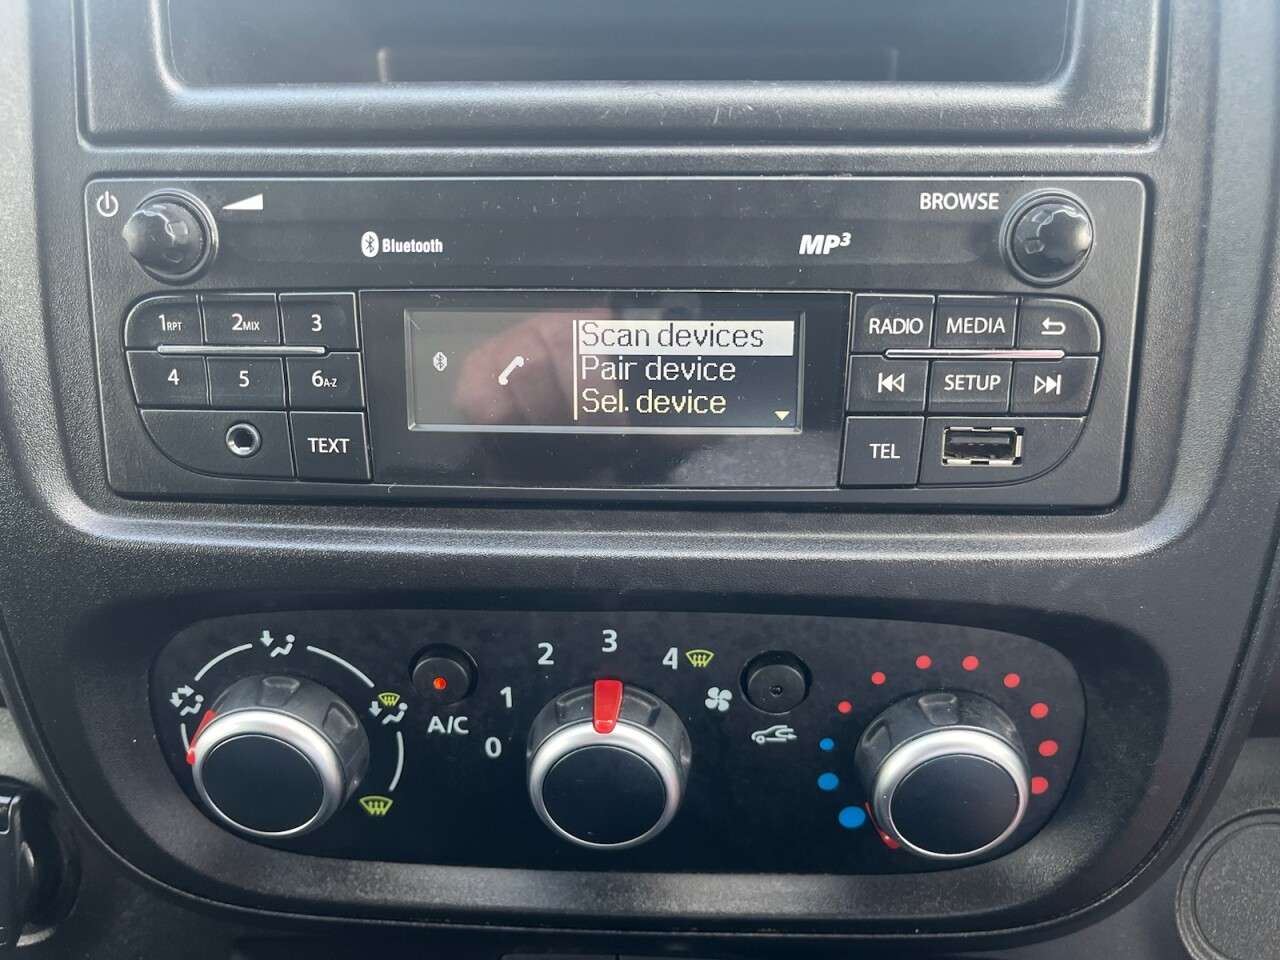 BROWSE
Bluetooth
MP3
1RPT 2MIX 3
4 5 6A-Z
TEXT
Scan devices
Pair device
Sel. device
RADIO MEDIA
SETUP
TEL
A/C
0 1 2 3 4